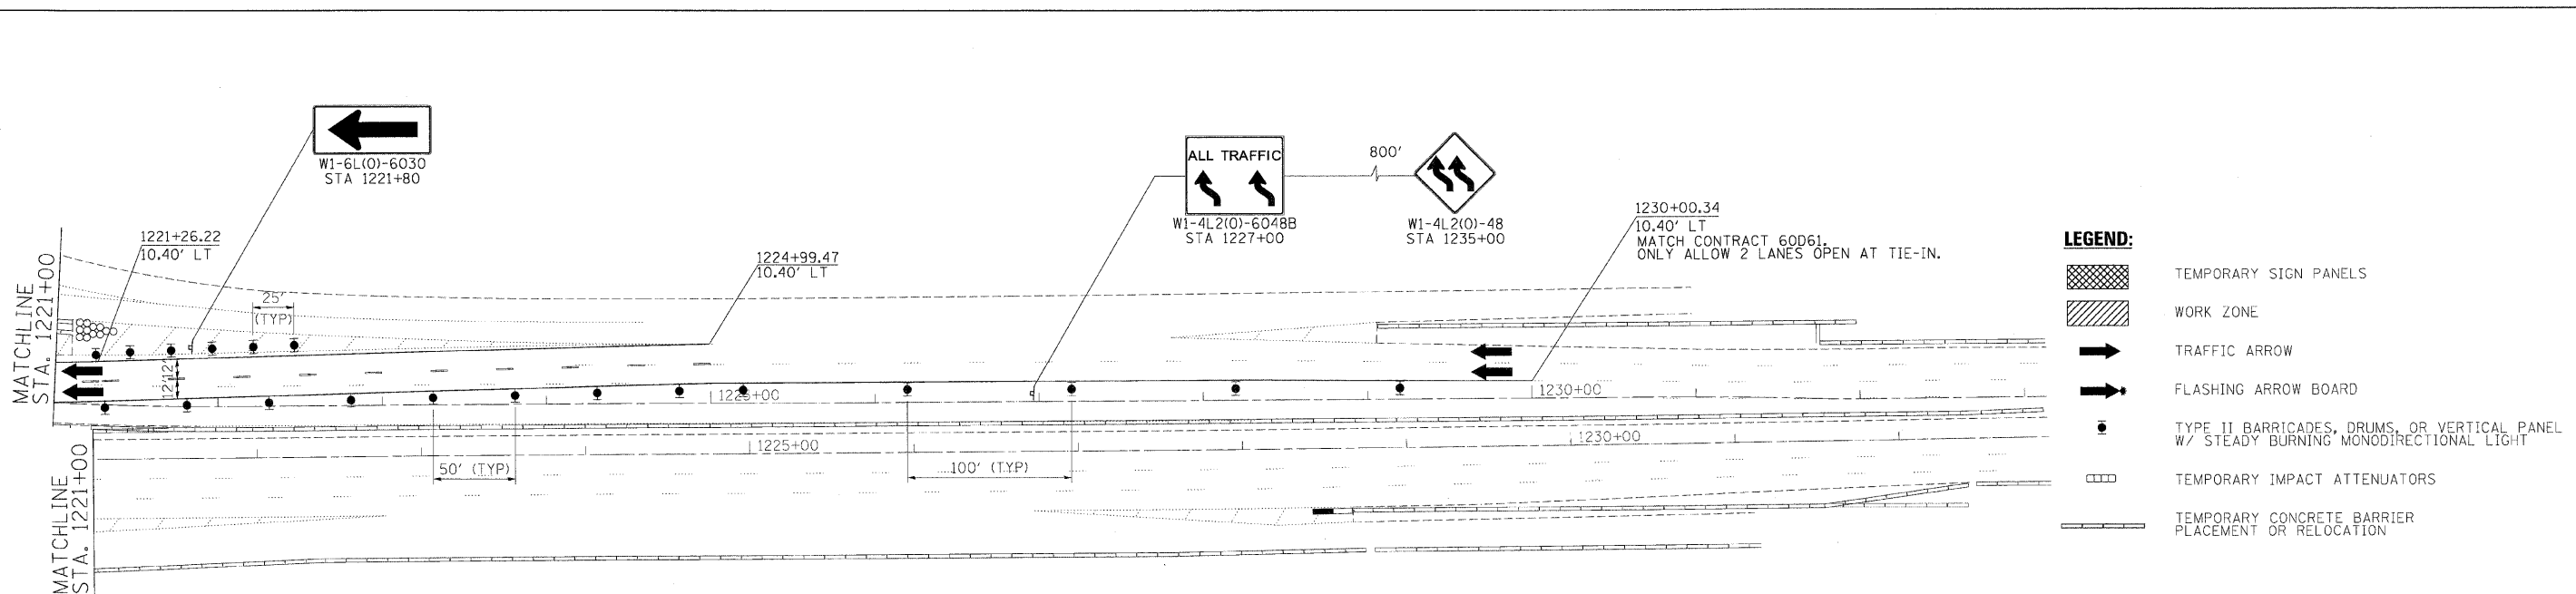 W1-6L(O)-6030
STA 1221+80
ALL TRAFFIC
W1-4L2(O)-6048B
STA 1227+00
800'
W1-4L2(O)-48
STA 1235+00
1230+00.34
10.40' LT
MATCH CONTRACT 60D61.
ONLY ALLOW 2 LANES OPEN AT TIE-IN.
1221+26.22
10.40' LT
1224+99.47
10.40' LT
MATCHLINE
STA. 1221+00
25'
(TYP)
12'
12'
1225+00
1230+00
1225+00
1230+00
50' (TYP)
100' (TYP)
MATCHLINE
STA. 1221+00
LEGEND:
TEMPORARY SIGN PANELS
WORK ZONE
TRAFFIC ARROW
FLASHING ARROW BOARD
TYPE II BARRICADES, DRUMS, OR VERTICAL PANEL
W/ STEADY BURNING MONODIRECTIONAL LIGHT
TEMPORARY IMPACT ATTENUATORS
TEMPORARY CONCRETE BARRIER
PLACEMENT OR RELOCATION